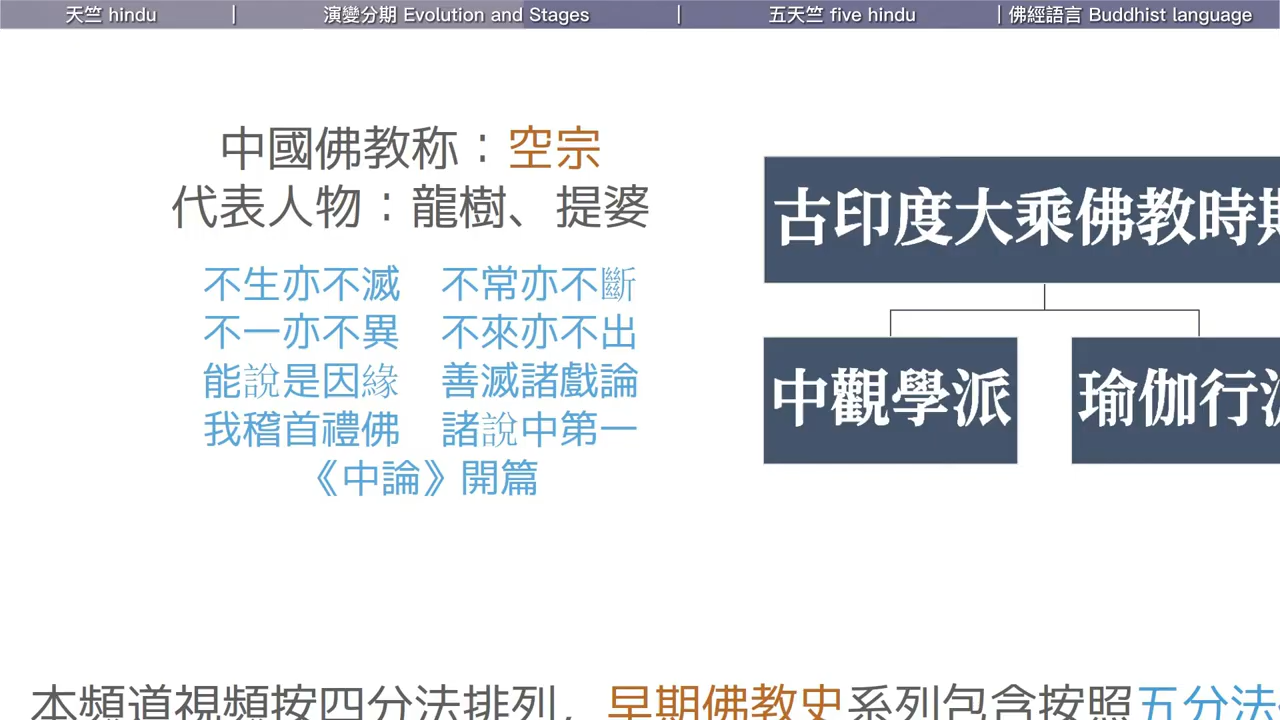 天竺 hindu | 演變分期 Evolution and Stages | 五天竺 five hindu | 佛經語言 Buddhist language
中國佛教称：空宗
代表人物：龍樹、提婆
不生亦不滅　不常亦不斷
不一亦不異　不來亦不出
能說是因緣　善滅諸戲論
我稽首禮佛　諸說中第一
《中論》開篇
古印度大乘佛教時期
中觀學派
瑜伽行派
本頻道視頻按四分法排列，早期佛教史系列包含按照五分法